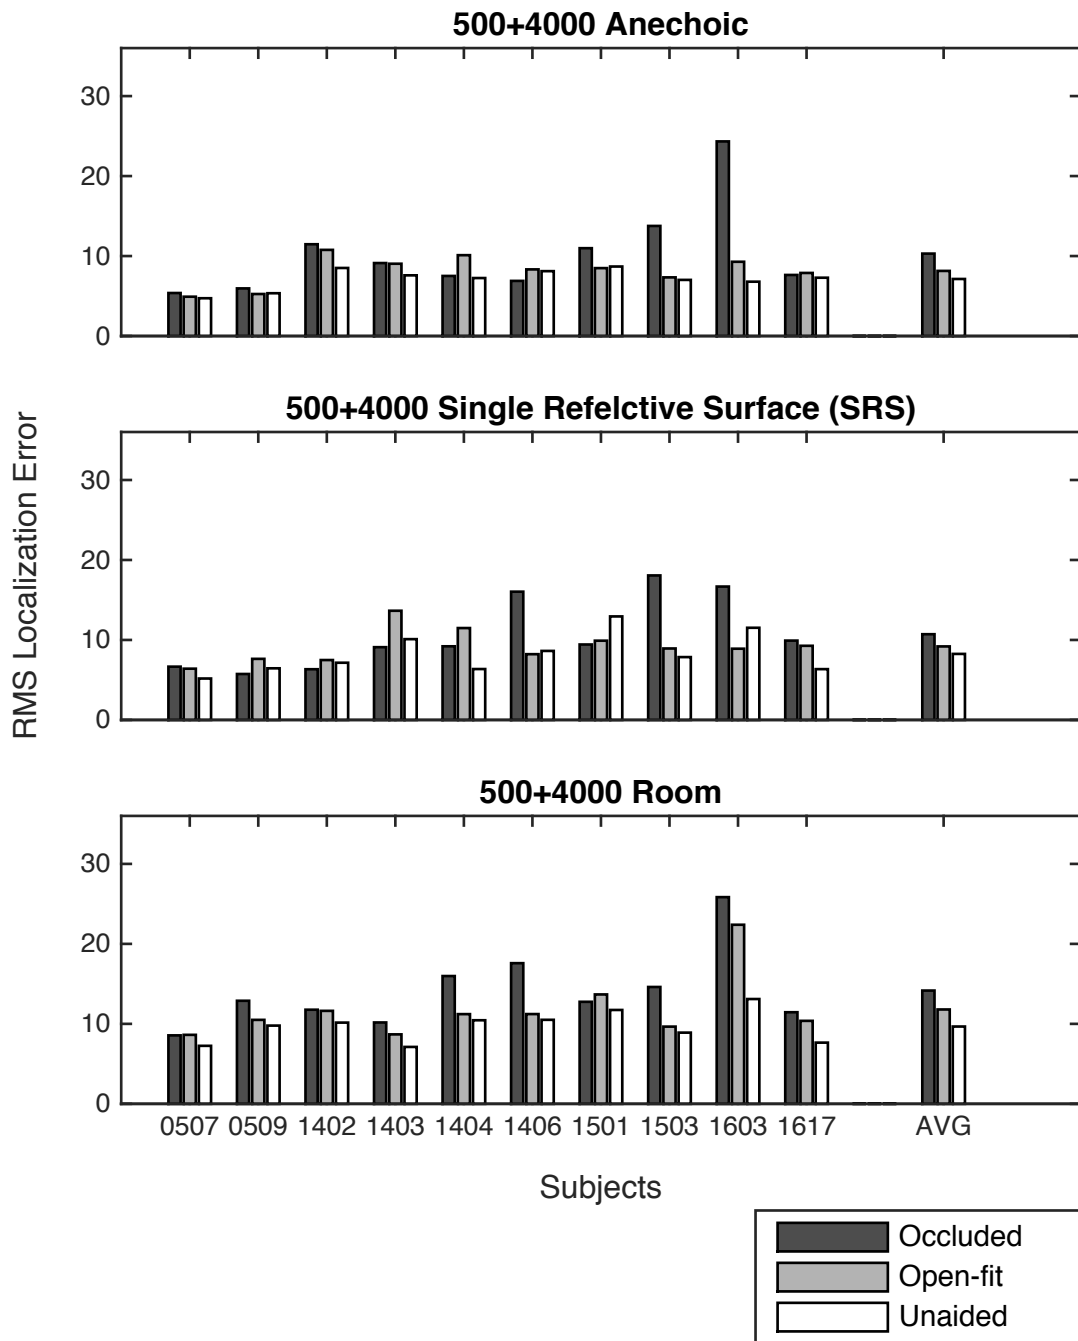 500+4000 Anechoic
30
20
10
0
500+4000 Single Refelctive Surface (SRS)
30
20
10
0
RMS Localization Error
500+4000 Room
30
20
10
0
0507 0509 1402 1403 1404 1406 1501 1503 1603 1617 AVG
Subjects
Occluded
Open-fit
Unaided